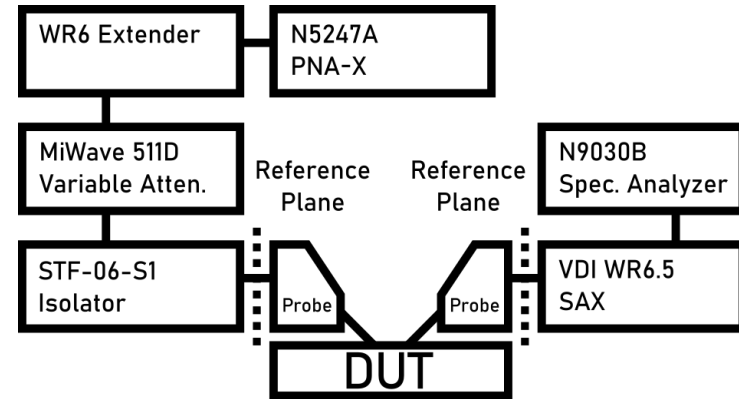 WR6 Extender
N5247A
PNA-X
MiWave 511D
Variable Atten.
Reference
Plane
Reference
Plane
N9030B
Spec. Analyzer
STF-06-S1
Isolator
Probe
Probe
VDI WR6.5
SAX
DUT